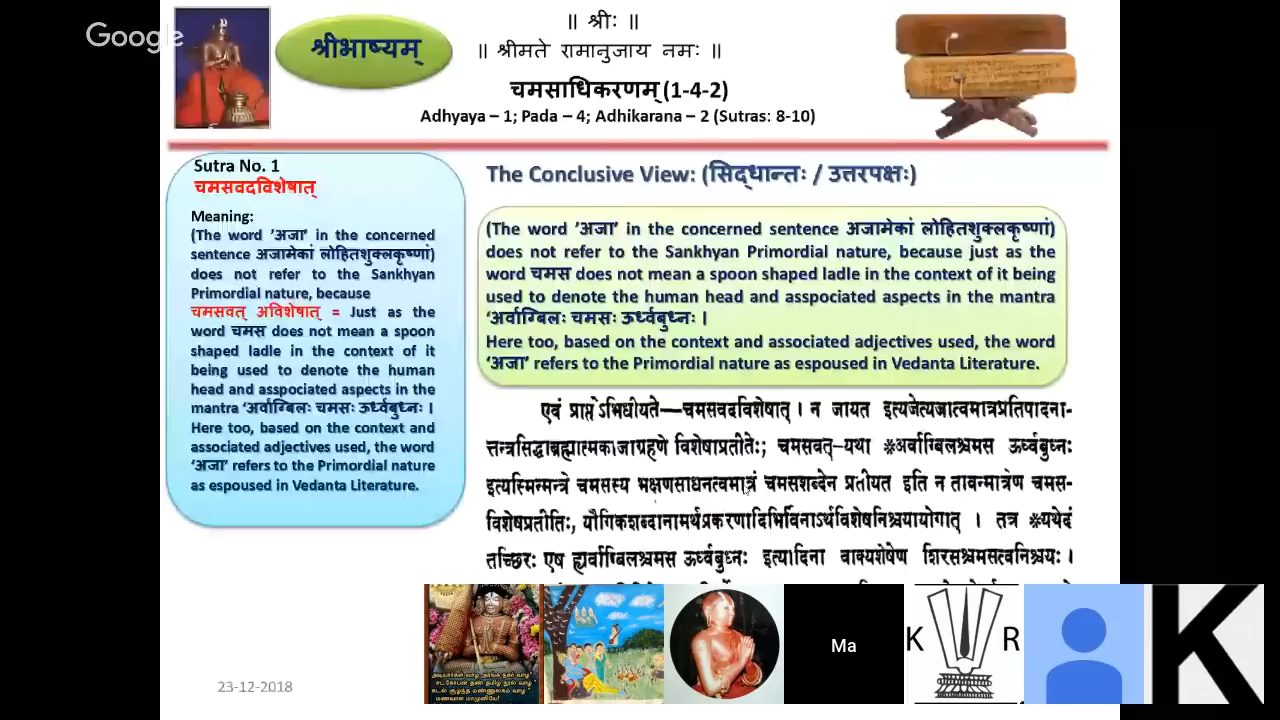 Google
श्रीभाष्यम्
॥ श्रीः ॥
॥ श्रीमते रामानुजाय नमः ॥
चमसाधिकरणम् (1-4-2)
Adhyaya – 1; Pada – 4; Adhikarana – 2 (Sutras: 8-10)
Sutra No. 1
चमसवदविशेषात्
Meaning:
(The word 'अजा' in the concerned
sentence अजामेकां लोहितशुक्लकृष्णां)
does not refer to the Sankhyan
Primordial nature, because
चमसवत् अविशेषात् = Just as the
word चमस does not mean a spoon
shaped ladle in the context of it
being used to denote the human
head and asspociated aspects in the
mantra 'अर्वाग्बिलः चमसः ऊर्ध्वबुध्नः ।
Here too, based on the context and
associated adjectives used, the word
'अजा' refers to the Primordial nature
as espoused in Vedanta Literature.
The Conclusive View: (सिद्धान्तः / उत्तरपक्षः)
(The word 'अजा' in the concerned sentence अजामेकां लोहितशुक्लकृष्णां)
does not refer to the Sankhyan Primordial nature, because just as the
word चमस does not mean a spoon shaped ladle in the context of it being
used to denote the human head and asspociated aspects in the mantra
'अर्वाग्बिलः चमसः ऊर्ध्वबुध्नः ।
Here too, based on the context and associated adjectives used, the word
'अजा' refers to the Primordial nature as espoused in Vedanta Literature.
एवं प्राप्तेऽभिधीयते—चमसवदविशेषात् । न जायत इत्यजेत्यजात्वमात्रप्रतिपादना-
त्तन्त्रसिद्धाब्रह्मात्मकाजाग्रहणे विशेषाप्रतीतेः; चमसवत्–यथा ※अर्वाग्बिलश्चमस ऊर्ध्वबुध्नः
इत्यस्मिन्मन्त्रे चमसस्य भक्षणसाधनत्वमात्रं चमसशब्देन प्रतीयत इति न तावन्मात्रेण चमस-
विशेषप्रतीतिः, यौगिकशब्दानामर्थप्रकरणादिभिर्विनाऽर्थविशेषनिश्चयायोगात् । तत्र ※यथेदं
तच्छिरः एष ह्यर्वाग्बिलश्चमस ऊर्ध्वबुध्नः इत्यादिना वाक्यशेषेण शिरसश्चमसत्वनिश्चयः ।
Ma
K R
K
23-12-2018